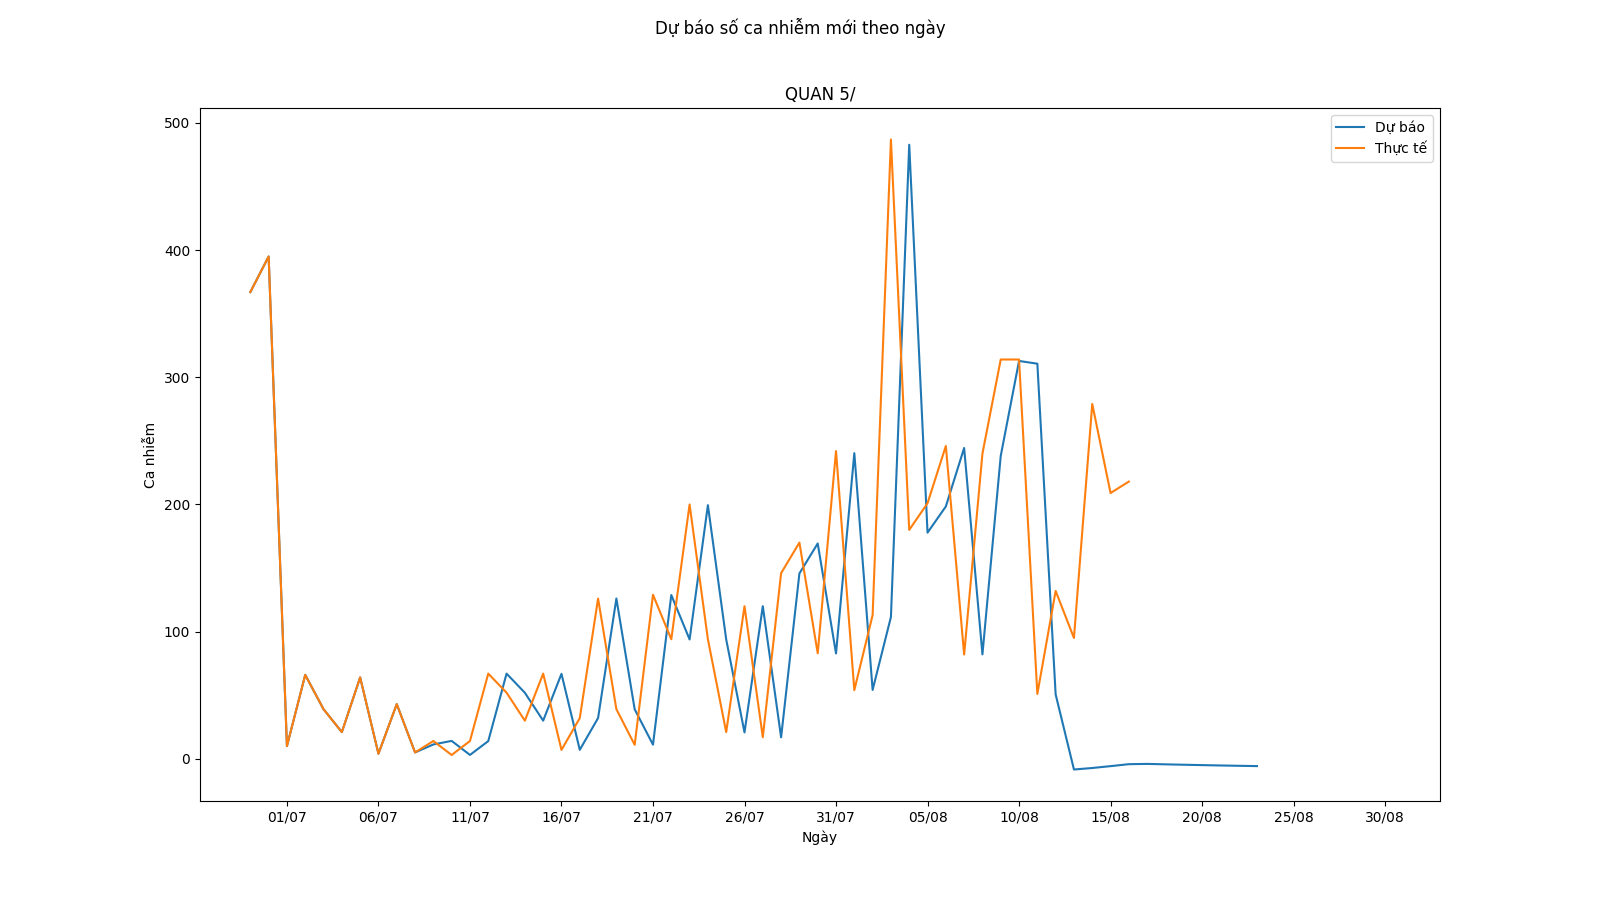 Dự báo số ca nhiễm mới theo ngày
QUAN 5/
Dự báo
Thực tế
500
400
300
200
100
0
Ca nhiễm
01/07 06/07 11/07 16/07 21/07 26/07 31/07 05/08 10/08 15/08 20/08 25/08 30/08
Ngày